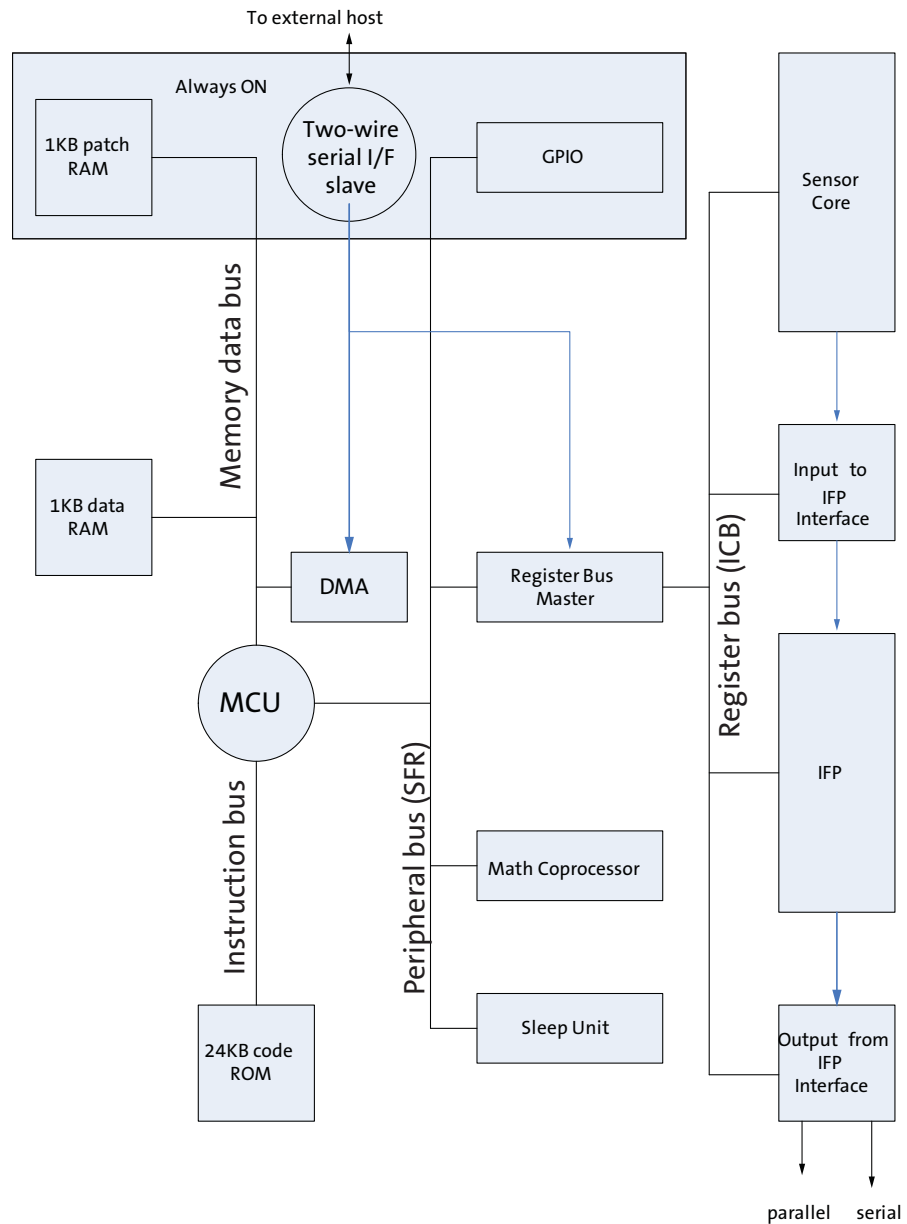 To external host
Always ON
1KB patch
RAM
Two-wire
serial I/F
slave
GPIO
Sensor
Core
Memory data bus
1KB data
RAM
DMA
Register Bus
Master
Input to
IFP
Interface
Register bus (ICB)
MCU
IFP
Instruction bus
Peripheral bus (SFR)
Math Coprocessor
Sleep Unit
24KB code
ROM
Output from
IFP
Interface
parallel
serial